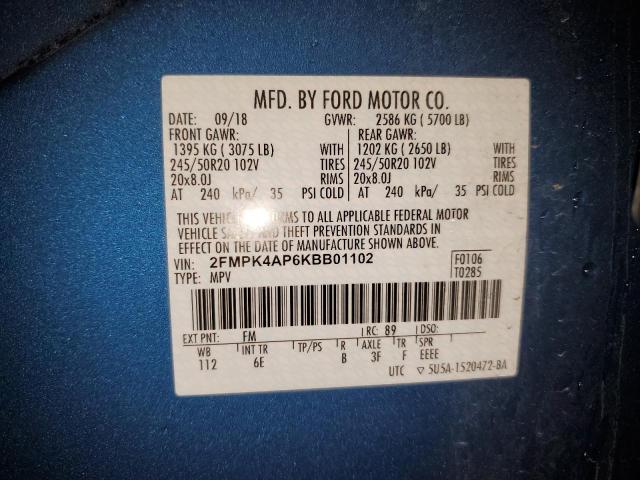 MFD. BY FORD MOTOR CO.
DATE: 09/18 GVWR: 2586 KG ( 5700 LB)
FRONT GAWR: REAR GAWR:
1395 KG ( 3075 LB) WITH 1202 KG ( 2650 LB) WITH
245/50R20 102V TIRES 245/50R20 102V TIRES
20x8.0J RIMS 20x8.0J RIMS
AT 240 kPa/ 35 PSI COLD AT 240 kPa/ 35 PSI COLD
THIS VEHICLE TO ALL APPLICABLE FEDERAL MOTOR
VEHICLE AND THEFT PREVENTION STANDARDS IN
EFFECT ON THE DATE OF MANUFACTURE SHOWN ABOVE.
VIN: 2FMPK4AP6KBB01102 F0106
TYPE: MPV T0285
EXT PNT: FM RC: 89 DSO:
WB INT TR TP/PS R AXLE TR SPR
112 6E B 3F F EEEE
UTC ▽ 5U5A-1520472-BA